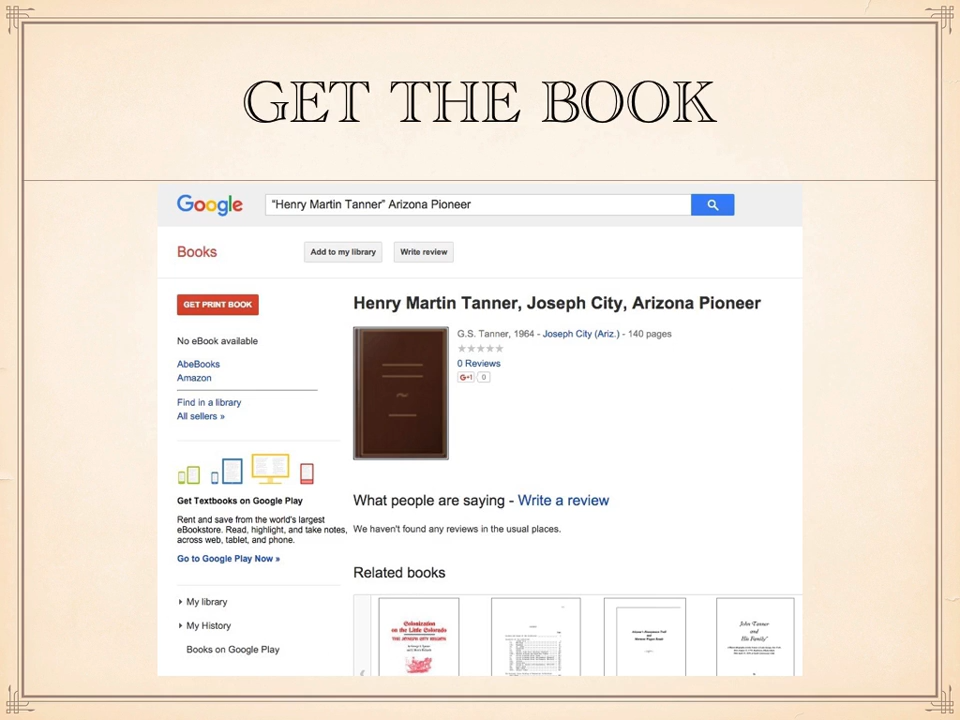 GET THE BOOK
Google
"Henry Martin Tanner" Arizona Pioneer
Books
Add to my library
Write review
GET PRINT BOOK
No eBook available
AbeBooks
Amazon
Find in a library
All sellers »
Get Textbooks on Google Play
Rent and save from the world's largest
eBookstore. Read, highlight, and take notes,
across web, tablet, and phone.
Go to Google Play Now »
My library
My History
Books on Google Play
Henry Martin Tanner, Joseph City, Arizona Pioneer
G.S. Tanner, 1964 - Joseph City (Ariz.) - 140 pages
0 Reviews
G+1 0
What people are saying - Write a review
We haven't found any reviews in the usual places.
Related books
Colonization
on the Little Colorado
THE JOSEPH CITY REGION
John Tanner
and
His Family